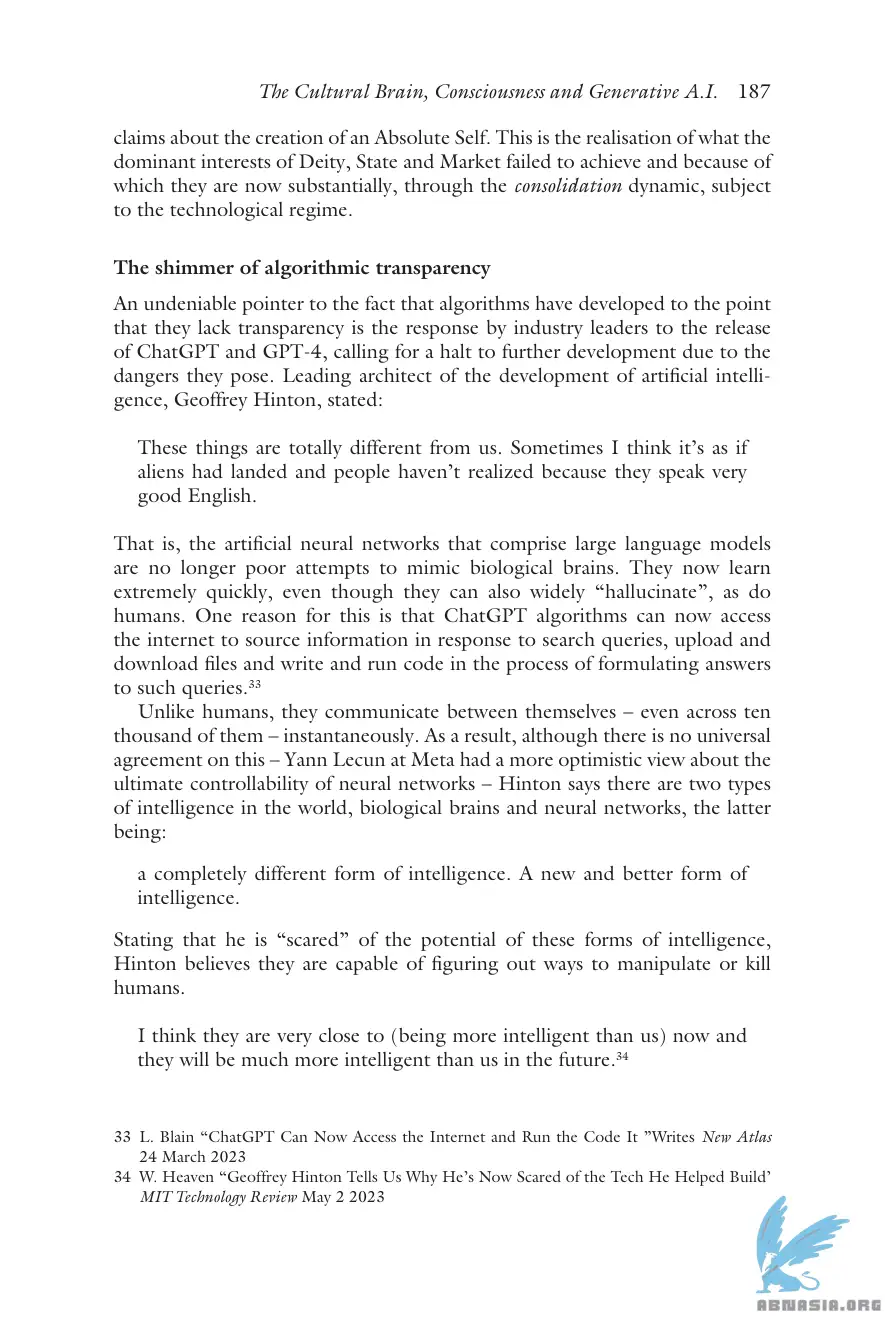 The Cultural Brain, Consciousness and Generative A.I. 187
claims about the creation of an Absolute Self. This is the realisation of what the
dominant interests of Deity, State and Market failed to achieve and because of
which they are now substantially, through the consolidation dynamic, subject
to the technological regime.
The shimmer of algorithmic transparency
An undeniable pointer to the fact that algorithms have developed to the point
that they lack transparency is the response by industry leaders to the release
of ChatGPT and GPT-4, calling for a halt to further development due to the
dangers they pose. Leading architect of the development of artificial intelli-
gence, Geoffrey Hinton, stated:
These things are totally different from us. Sometimes I think it’s as if
aliens had landed and people haven’t realized because they speak very
good English.
That is, the artificial neural networks that comprise large language models
are no longer poor attempts to mimic biological brains. They now learn
extremely quickly, even though they can also widely “hallucinate”, as do
humans. One reason for this is that ChatGPT algorithms can now access
the internet to source information in response to search queries, upload and
download files and write and run code in the process of formulating answers
to such queries.³³
Unlike humans, they communicate between themselves – even across ten
thousand of them – instantaneously. As a result, although there is no universal
agreement on this – Yann Lecun at Meta had a more optimistic view about the
ultimate controllability of neural networks – Hinton says there are two types
of intelligence in the world, biological brains and neural networks, the latter
being:
a completely different form of intelligence. A new and better form of
intelligence.
Stating that he is “scared” of the potential of these forms of intelligence,
Hinton believes they are capable of figuring out ways to manipulate or kill
humans.
I think they are very close to (being more intelligent than us) now and
they will be much more intelligent than us in the future.³⁴
33 L. Blain “ChatGPT Can Now Access the Internet and Run the Code It ”Writes New Atlas
24 March 2023
34 W. Heaven “Geoffrey Hinton Tells Us Why He’s Now Scared of the Tech He Helped Build’
MIT Technology Review May 2 2023
ABNASIA.ORG